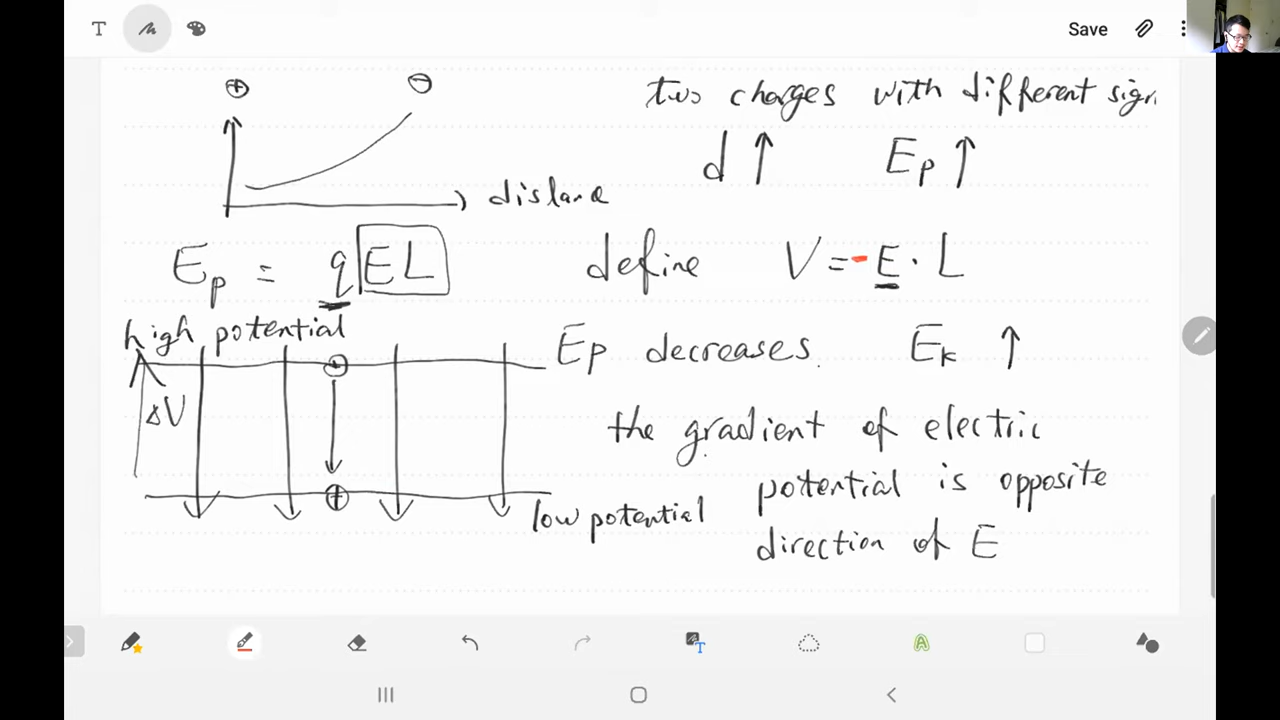 T Save
⊕ ⊖ two charges with different sign
d ↑ Ep ↑
distance
Ep = qEL define V = -E · L
high potential
Ep decreases. Ek ↑
ΔV
the gradient of electric
potential is opposite
low potential
direction of E